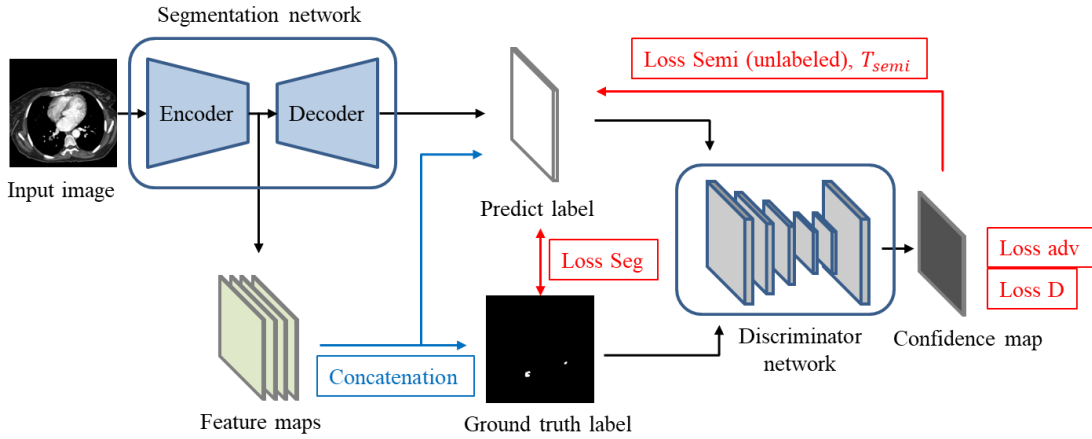 Segmentation network
Encoder
Decoder
Input image
Loss Semi (unlabeled), T_semi
Predict label
Loss Seg
Loss adv
Loss D
Discriminator
network
Confidence map
Concatenation
Feature maps
Ground truth label